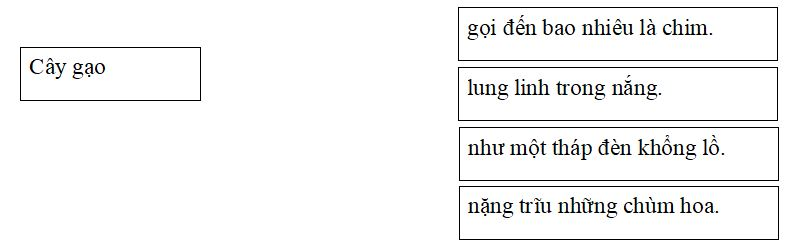 Cây gạo
gọi đến bao nhiêu là chim.
lung linh trong nắng.
như một tháp đèn khổng lồ.
nặng trĩu những chùm hoa.